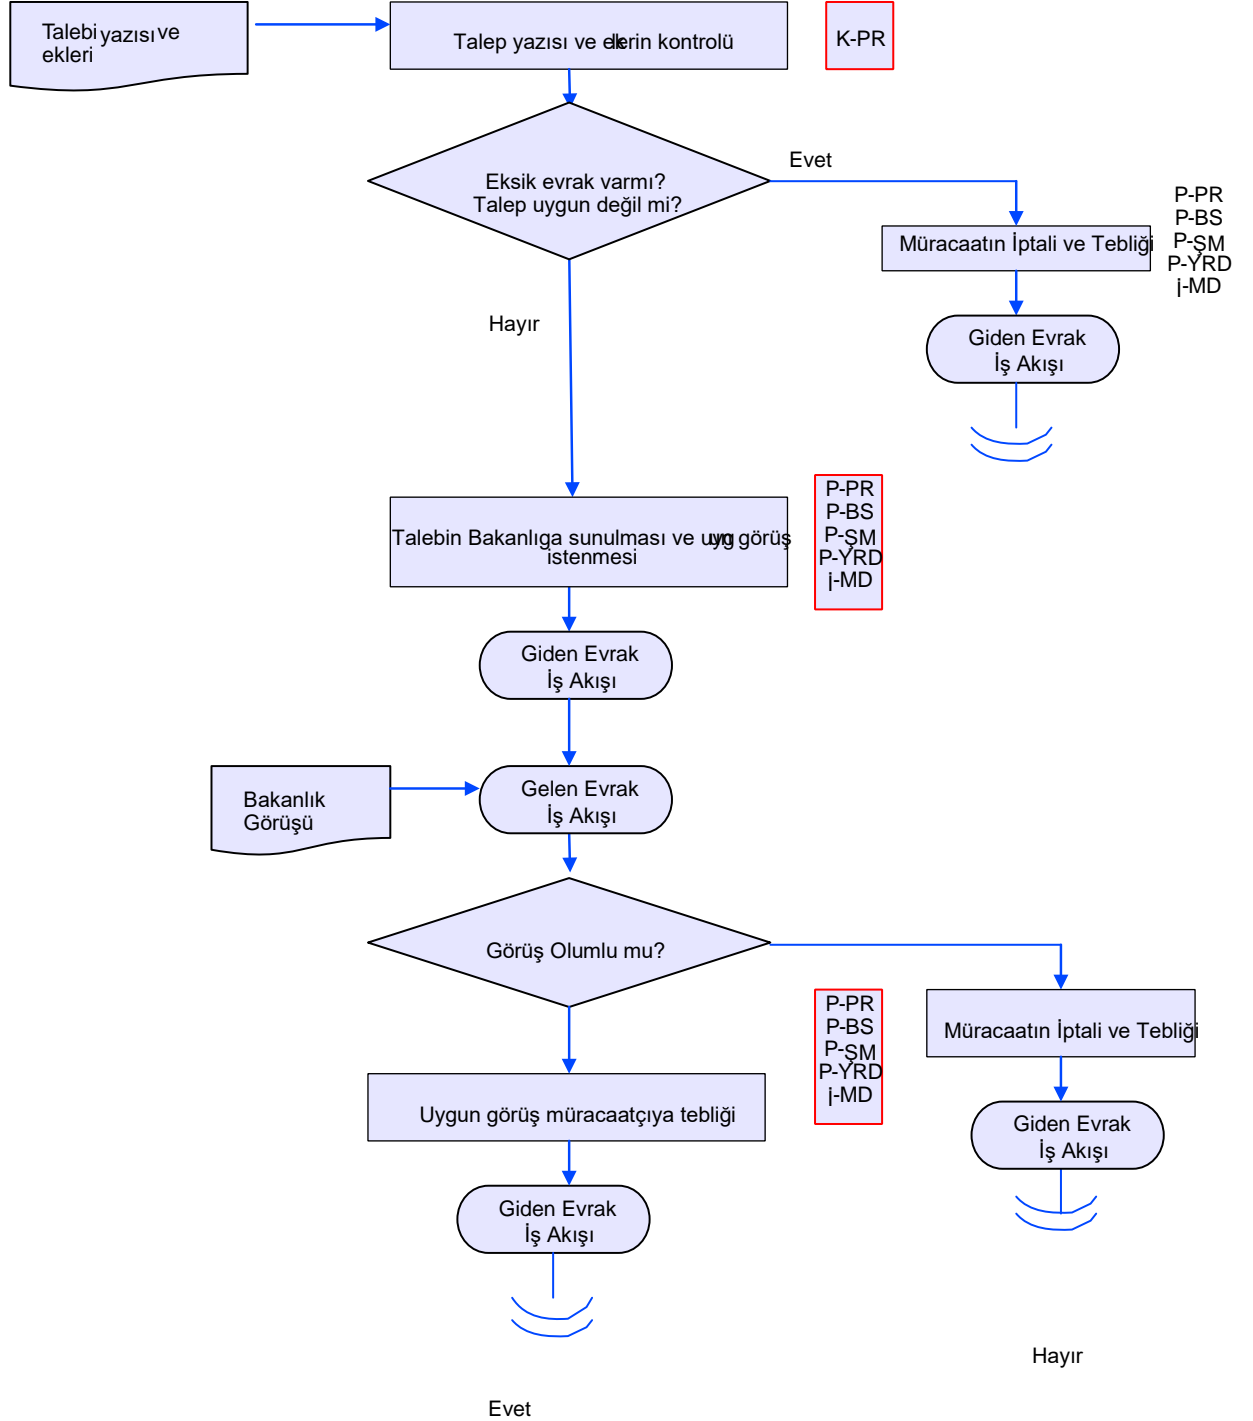 Talebi yazısı ve
ekleri
Talep yazısı ve eklerin kontrolü
K-PR
Eksik evrak varmı?
Talep uygun değil mi?
Evet
Müracaatın İptali ve Tebliği
P-PR
P-BS
P-ŞM
P-YRD
İ-MD
Giden Evrak
İş Akışı
Hayır
Talebin Bakanlıga sunulması ve uygun görüş
istenmesi
P-PR
P-BS
P-ŞM
P-YRD
İ-MD
Giden Evrak
İş Akışı
Bakanlık
Görüşü
Gelen Evrak
İş Akışı
Görüş Olumlu mu?
P-PR
P-BS
P-ŞM
P-YRD
İ-MD
Müracaatın İptali ve Tebliği
Uygun görüş müracaatçıya tebliği
Giden Evrak
İş Akışı
Giden Evrak
İş Akışı
Hayır
Evet